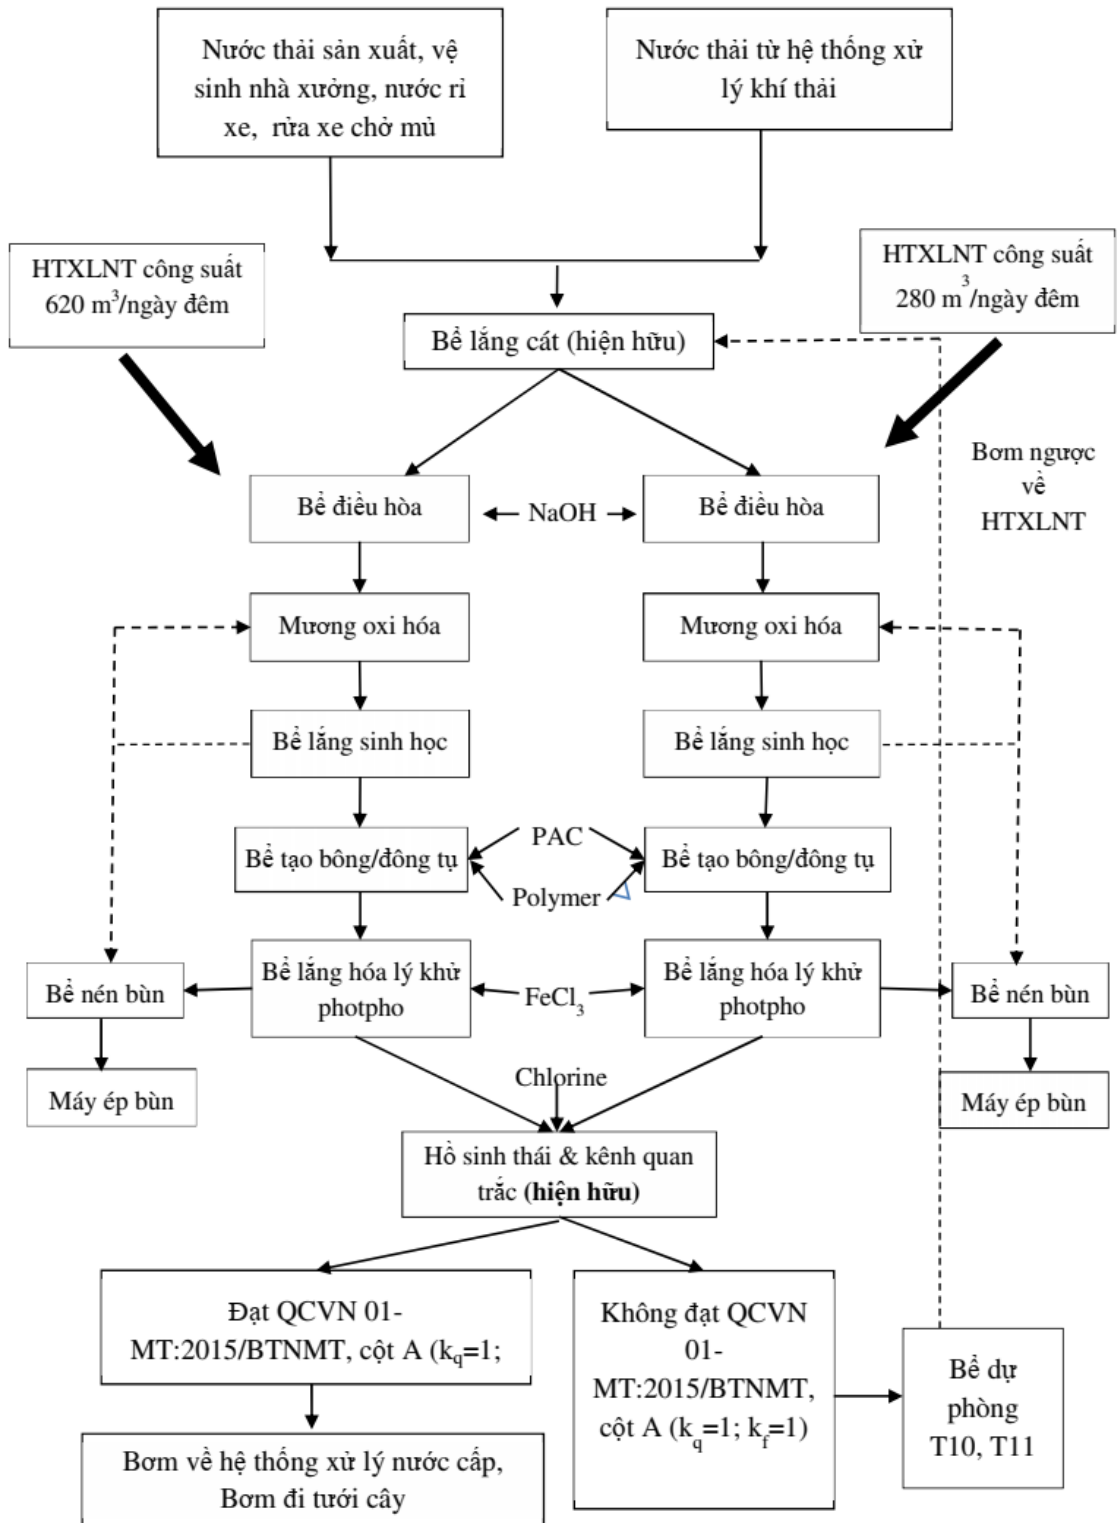 Nước thải sản xuất, vệ
sinh nhà xưởng, nước rỉ
xe, rửa xe chở mủ
Nước thải từ hệ thống xử
lý khí thải
HTXLNT công suất
620 m³/ngày đêm
HTXLNT công suất
280 m³/ngày đêm
Bể lắng cát (hiện hữu)
Bơm ngược
về
HTXLNT
Bể điều hòa
NaOH
Bể điều hòa
Mương oxi hóa
Mương oxi hóa
Bể lắng sinh học
Bể lắng sinh học
Bể tạo bông/đông tụ
PAC
Polymer
Bể tạo bông/đông tụ
Bể nén bùn
Bể lắng hóa lý khử
photpho
FeCl₃
Bể lắng hóa lý khử
photpho
Bể nén bùn
Máy ép bùn
Chlorine
Máy ép bùn
Hồ sinh thái & kênh quan
trắc (hiện hữu)
Đạt QCVN 01-
MT:2015/BTNMT, cột A (kq=1;
Không đạt QCVN
01-
MT:2015/BTNMT,
cột A (kq=1; kf=1)
Bể dự
phòng
T10, T11
Bơm về hệ thống xử lý nước cấp,
Bơm đi tưới cây